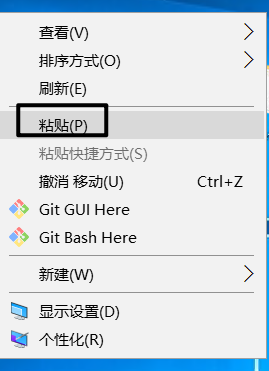 查看(V)
排序方式(O)
刷新(E)
粘贴(P)
粘贴快捷方式(S)
撤消 移动(U) Ctrl+Z
Git GUI Here
Git Bash Here
新建(W)
显示设置(D)
个性化(R)